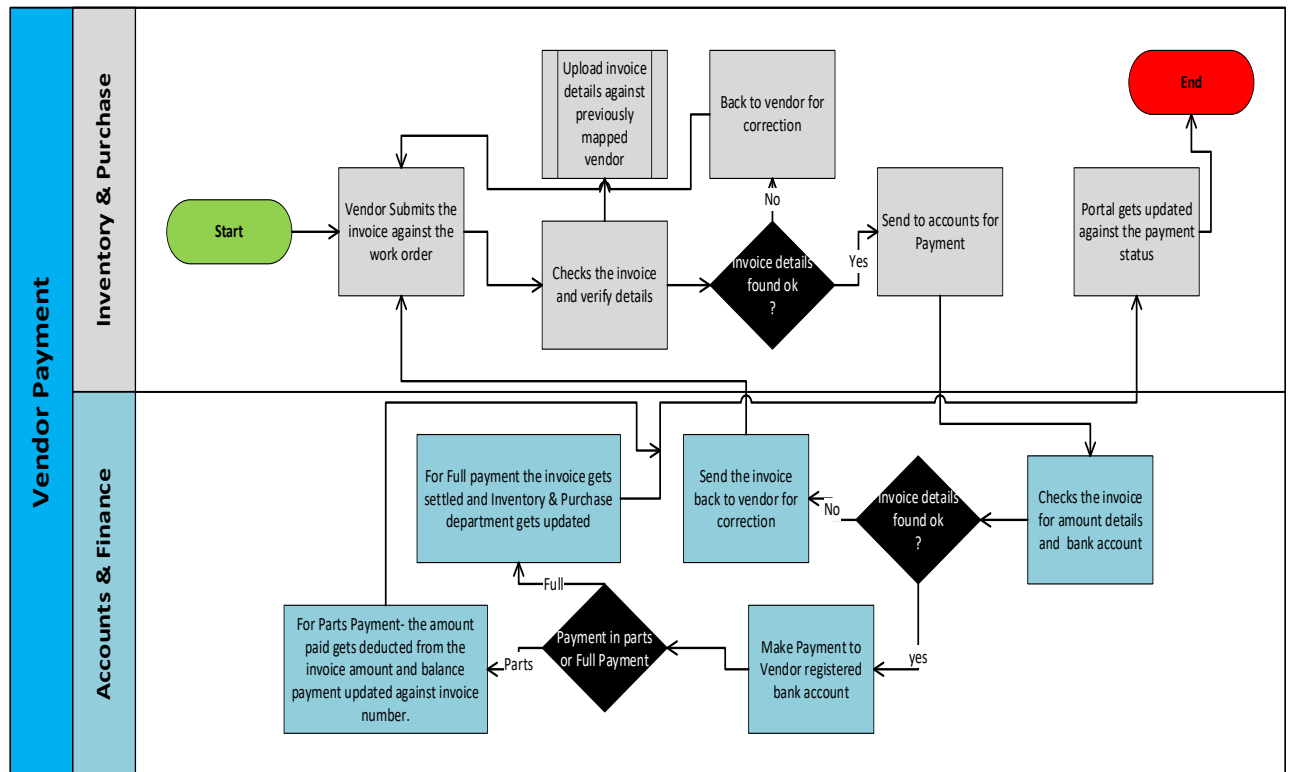 Vendor Payment
Inventory & Purchase
Start
Vendor Submits the
invoice against the
work order
Upload invoice
details against
previously
mapped
vendor
Checks the invoice
and verify details
Back to vendor for
correction
No
Invoice details
found ok
?
Yes
Send to accounts for
Payment
Portal gets updated
against the payment
status
End
Accounts & Finance
Checks the invoice
for amount details
and bank account
Invoice details
found ok
?
No
Send the invoice
back to vendor for
correction
yes
Make Payment to
Vendor registered
bank account
Payment in parts
or Full Payment
Full
For Full payment the invoice gets
settled and Inventory & Purchase
department gets updated
Parts
For Parts Payment- the amount
paid gets deducted from the
invoice amount and balance
payment updated against invoice
number.